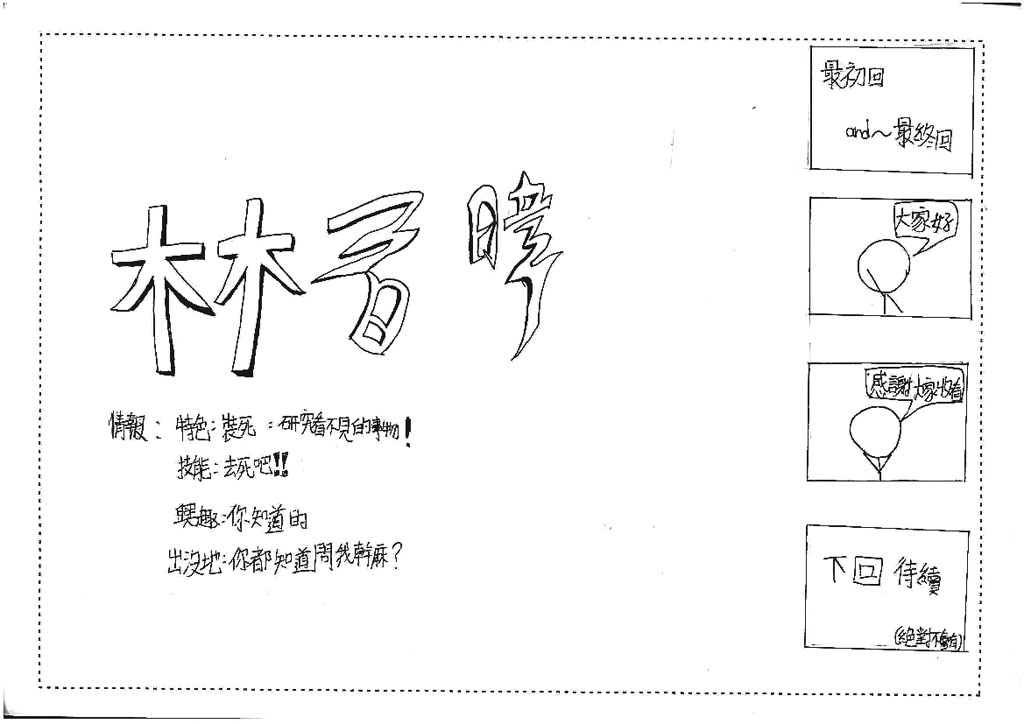 林名
情報：特色：裝死：研究看不見的事物！
技能：去死吧!!
興趣：你知道的
出沒地：你都知道問我幹麻？
最初回
and～最終回
大家好
感謝大家收看
下回待續
(絕對不會有)